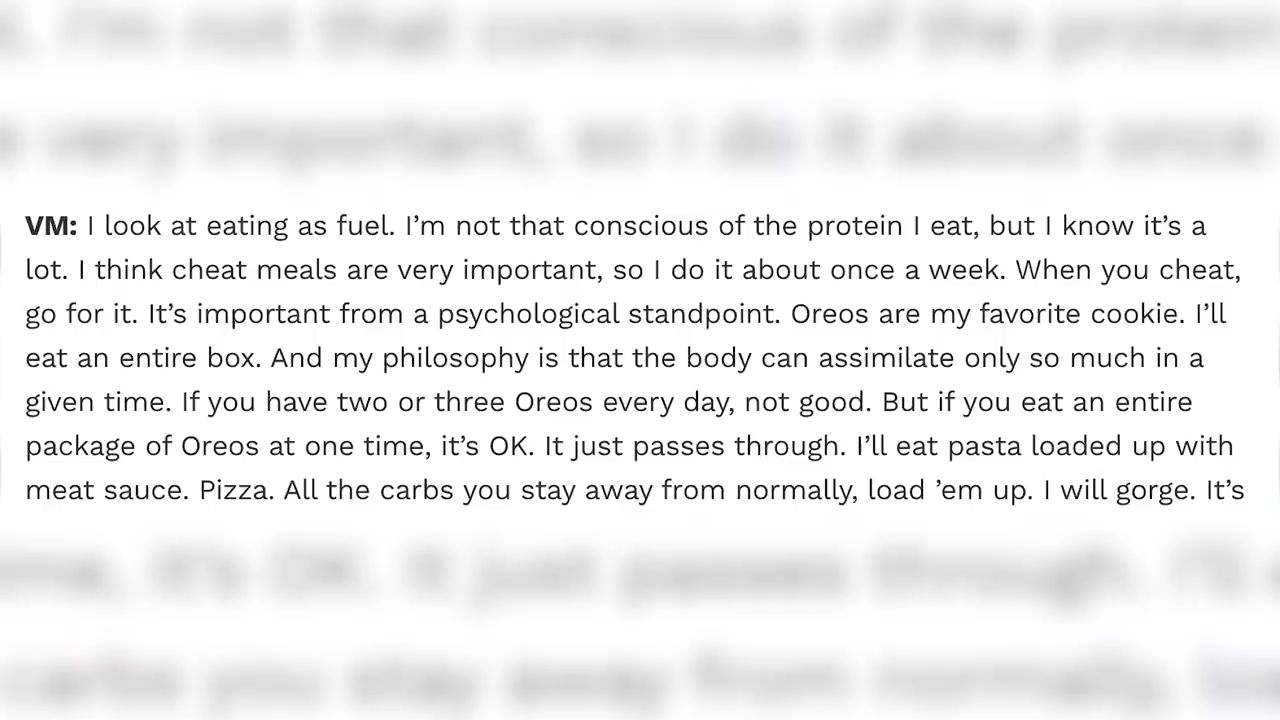 VM: I look at eating as fuel. I’m not that conscious of the protein I eat, but I know it’s a
lot. I think cheat meals are very important, so I do it about once a week. When you cheat,
go for it. It’s important from a psychological standpoint. Oreos are my favorite cookie. I’ll
eat an entire box. And my philosophy is that the body can assimilate only so much in a
given time. If you have two or three Oreos every day, not good. But if you eat an entire
package of Oreos at one time, it’s OK. It just passes through. I’ll eat pasta loaded up with
meat sauce. Pizza. All the carbs you stay away from normally, load ’em up. I will gorge. It’s